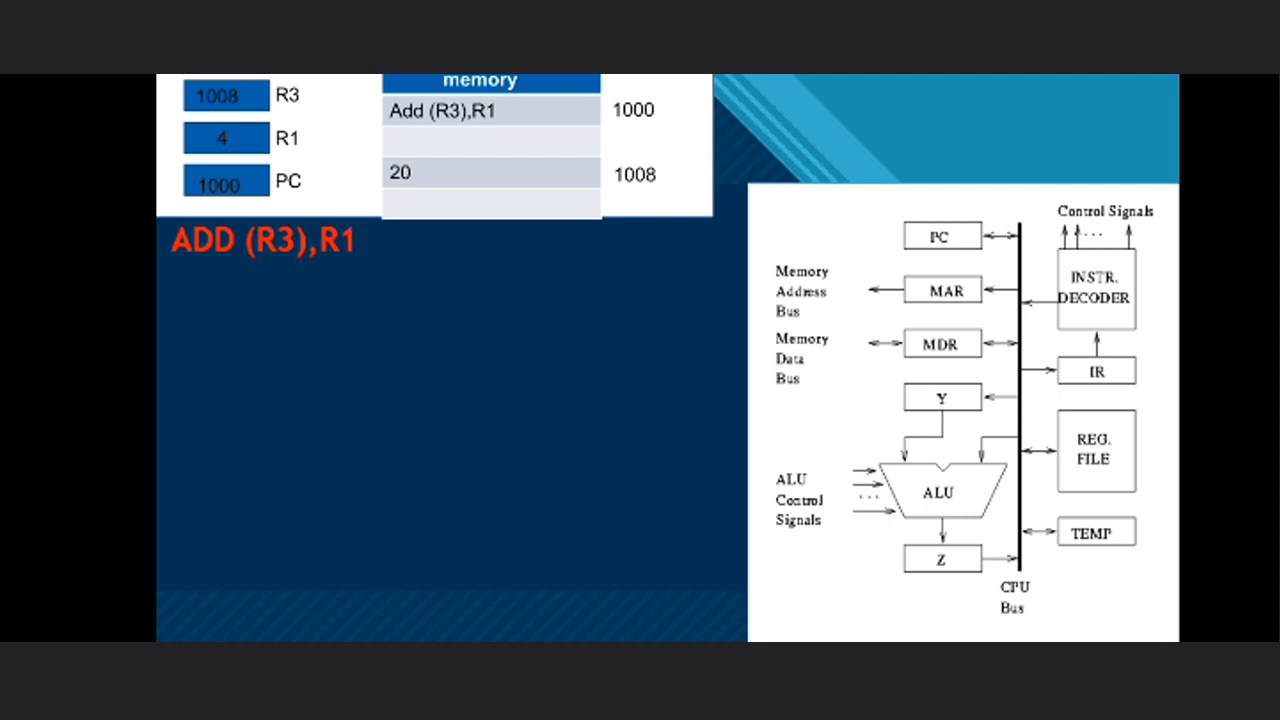 memory
1008 R3
Add (R3),R1 1000
4 R1
20 1008
1000 PC
ADD (R3),R1
Control Signals
. . .
PC
Memory
Address
Bus
MAR
INSTR.
DECODER
Memory
Data
Bus
MDR
IR
Y
REG.
FILE
ALU
Control
Signals
. . .
ALU
TEMP
Z
CPU
Bus